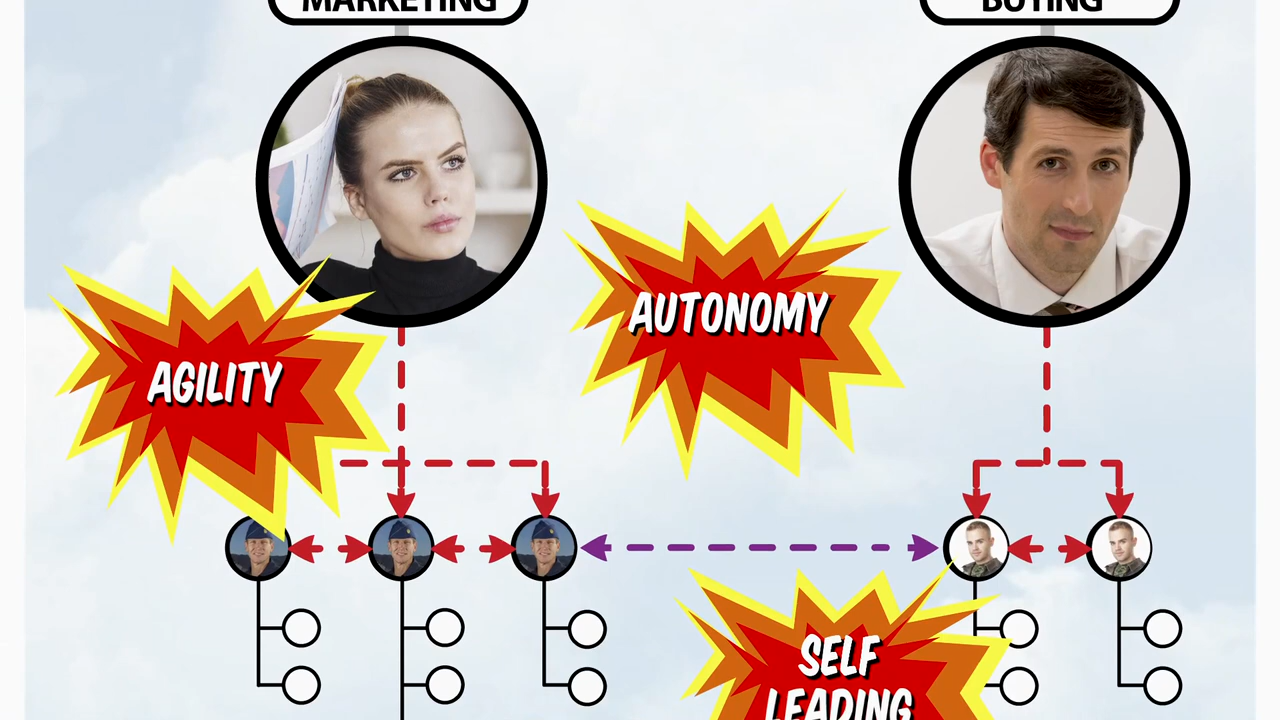 MARKETING
BUYING
AUTONOMY
AGILITY
SELF
LEADING